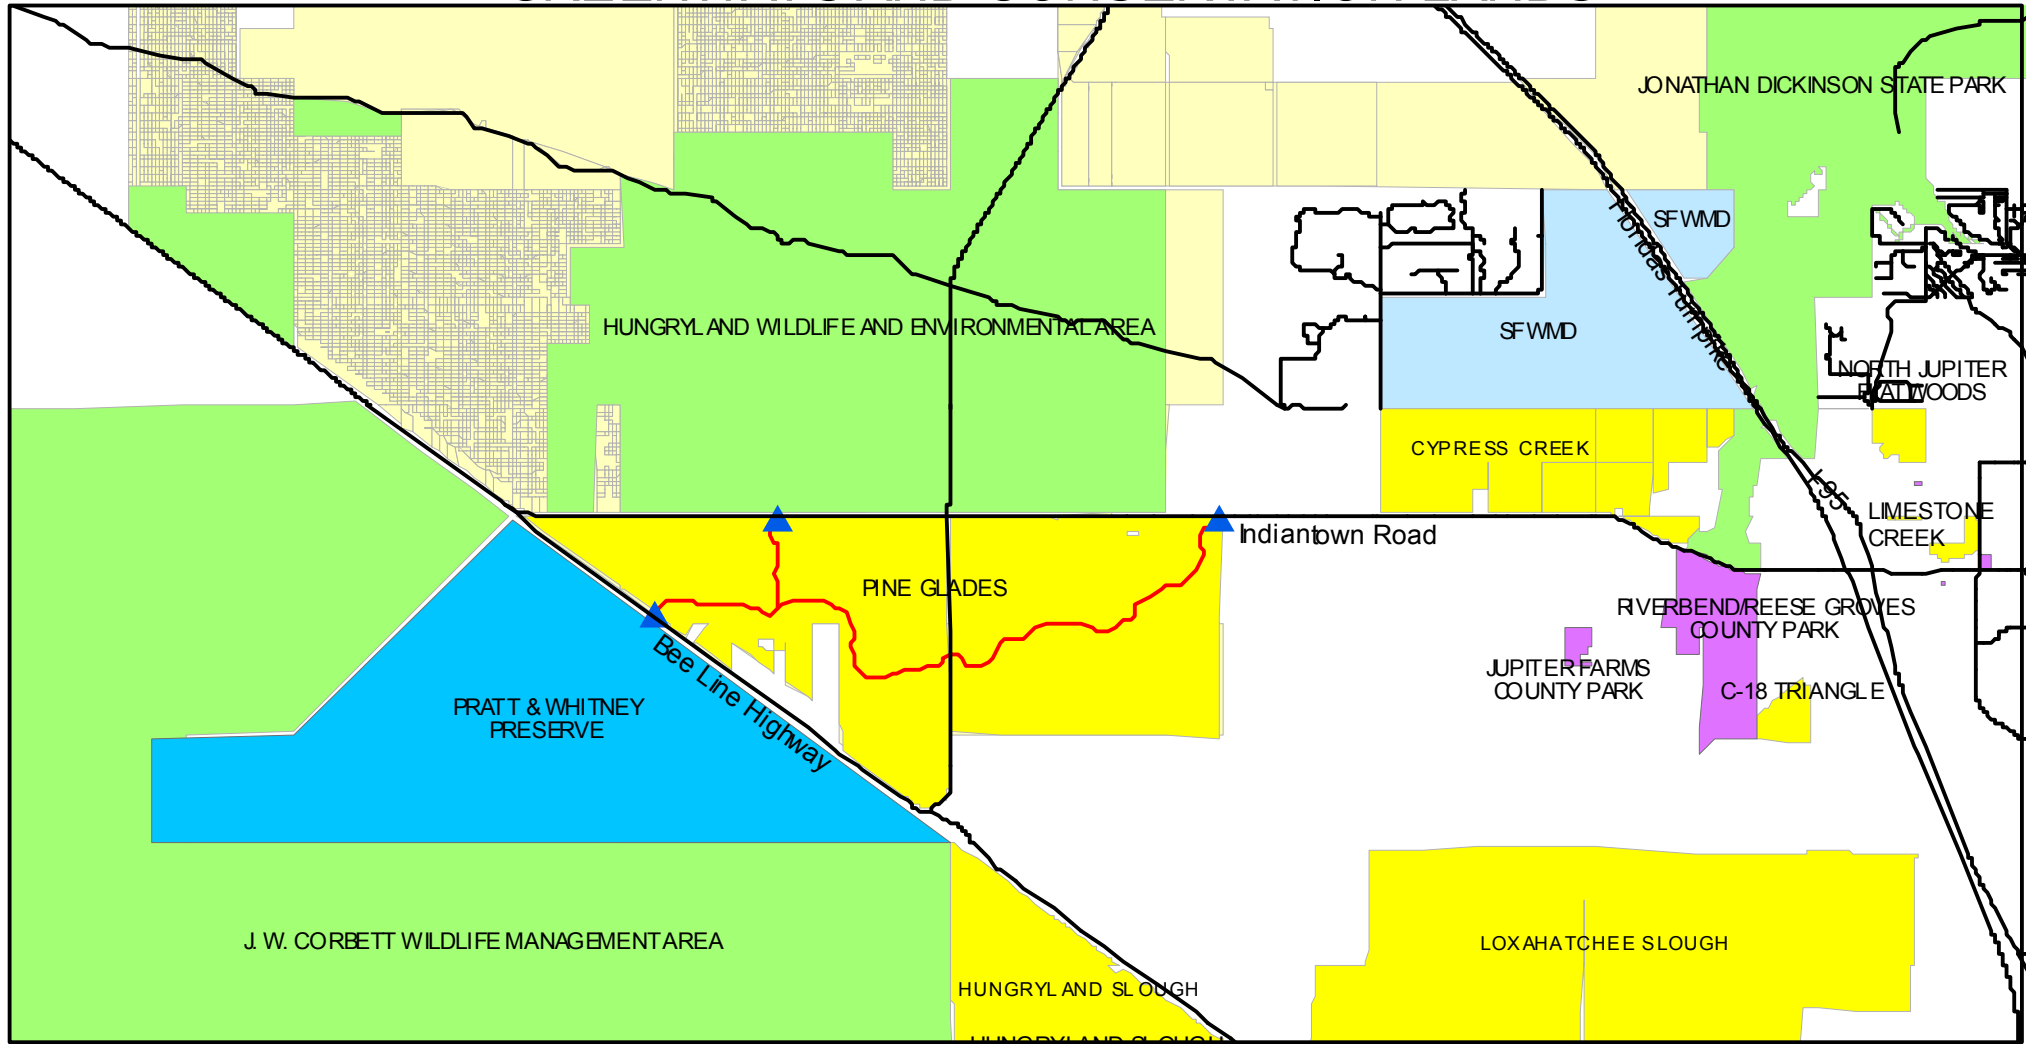 JONATHAN DICKINSON STATE PARK
SFWMD
Florida's Turnpike
HUNGRYLAND WILDLIFE AND ENVIRONMENTAL AREA
SFWMD
NORTH JUPITER
FLATWOODS
CYPRESS CREEK
I-95
LIMESTONE
CREEK
Indiantown Road
PINE GLADES
RIVERBEND/REESE GROVES
COUNTY PARK
Bee Line Highway
JUPITER FARMS
COUNTY PARK
C-18 TRIANGLE
PRATT & WHITNEY
PRESERVE
J. W. CORBETT WILDLIFE MANAGEMENT AREA
LOXAHATCHEE SLOUGH
HUNGRYLAND SLOUGH
HUNGRYLAND SLOUGH